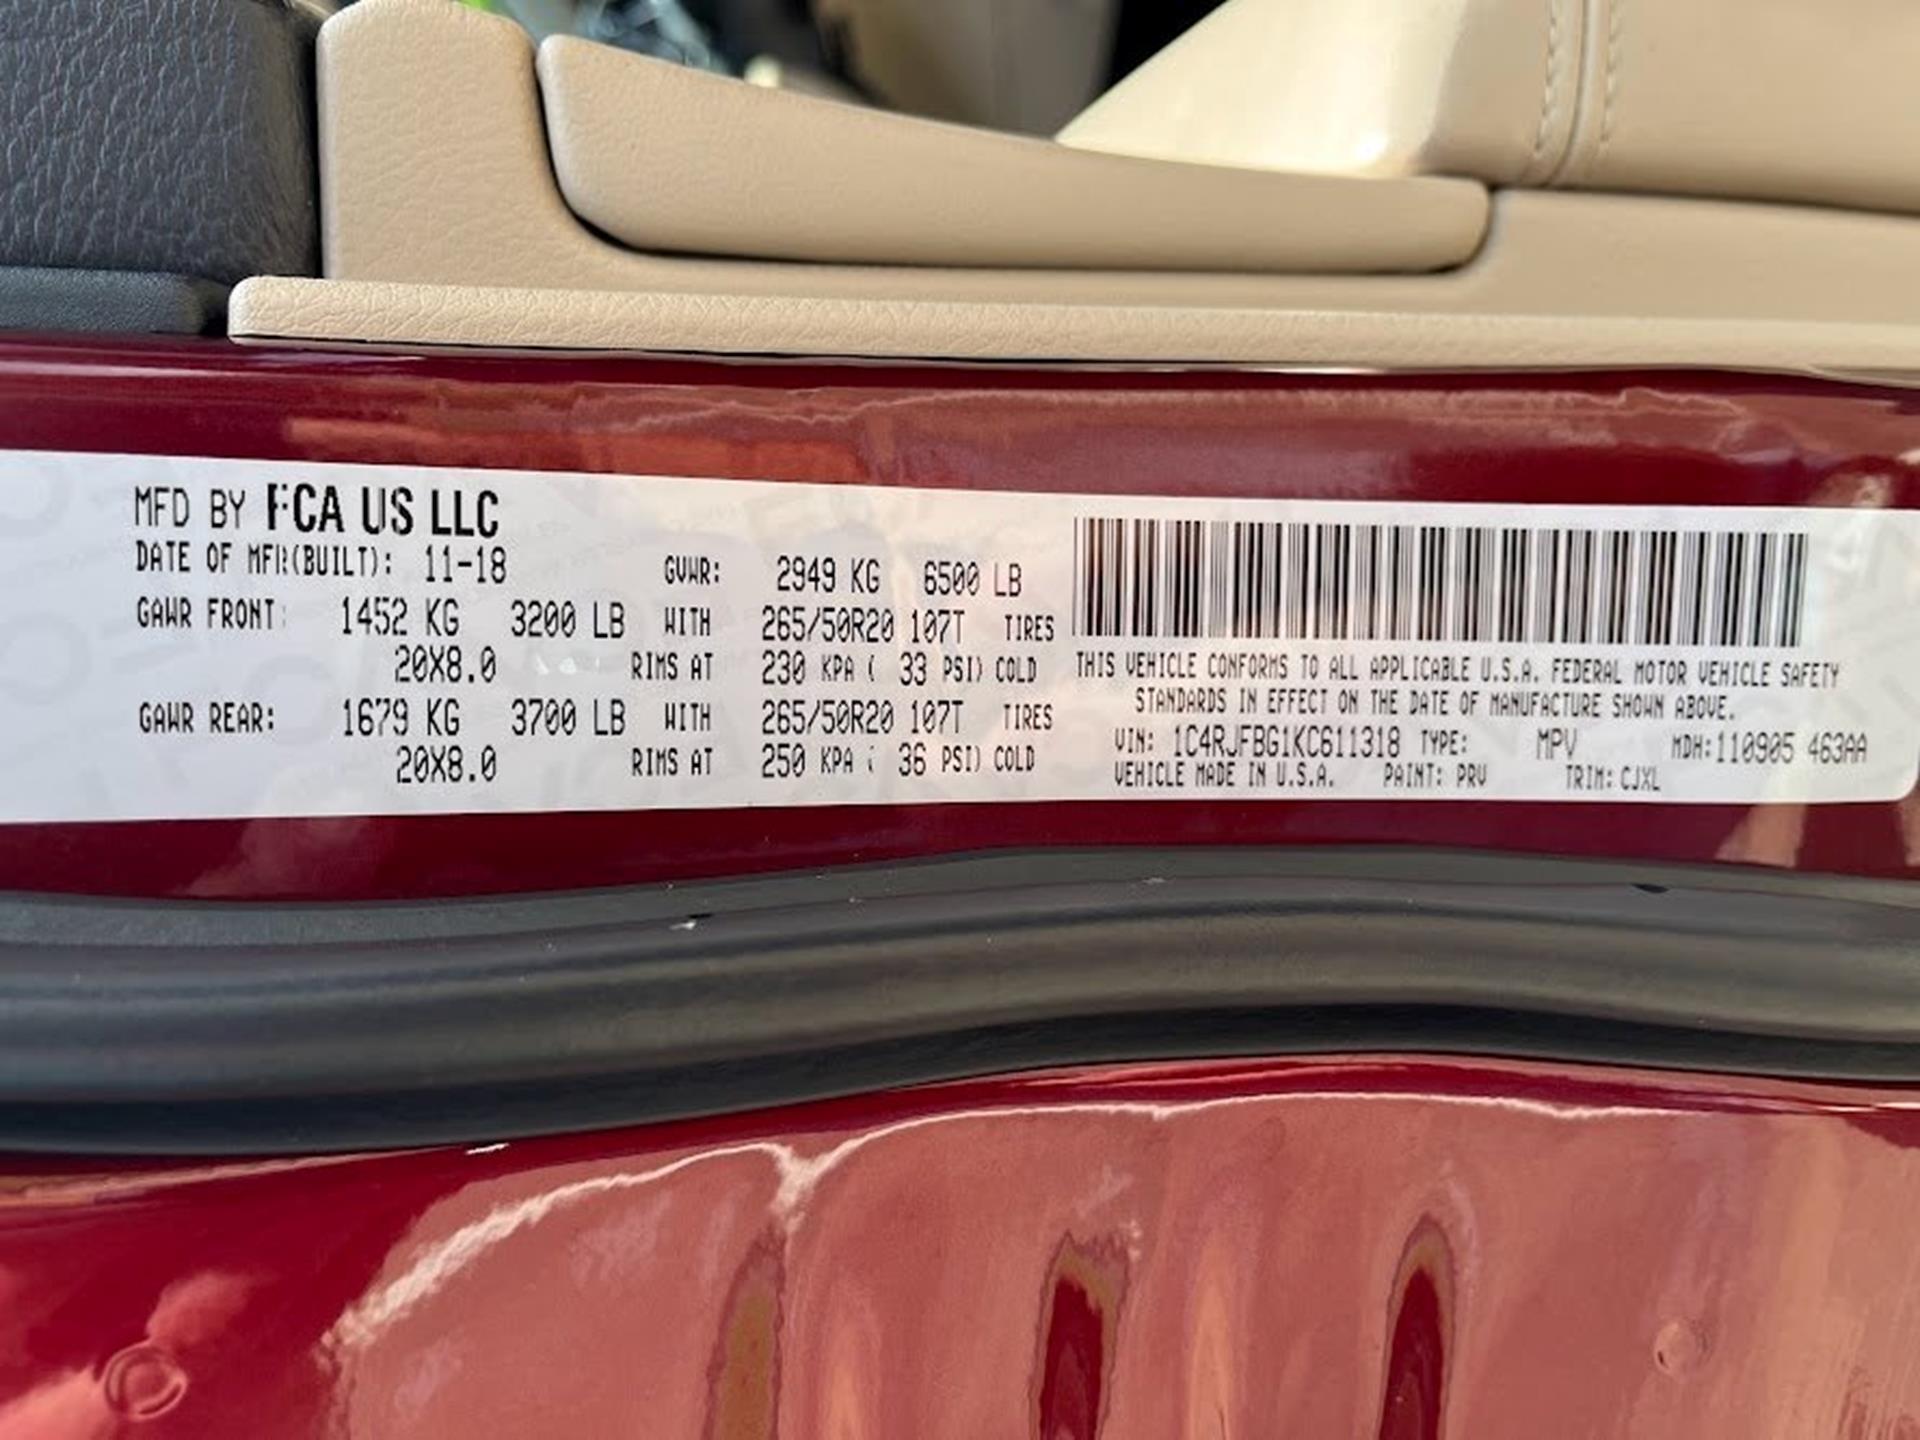 MFD BY FCA US LLC
DATE OF MFR(BUILT): 11-18 GVWR: 2949 KG 6500 LB
GAWR FRONT: 1452 KG 3200 LB WITH 265/50R20 107T TIRES
20X8.0 RIMS AT 230 KPA ( 33 PSI) COLD
GAWR REAR: 1679 KG 3700 LB WITH 265/50R20 107T TIRES
20X8.0 RIMS AT 250 KPA ( 36 PSI) COLD
THIS VEHICLE CONFORMS TO ALL APPLICABLE U.S.A. FEDERAL MOTOR VEHICLE SAFETY
STANDARDS IN EFFECT ON THE DATE OF MANUFACTURE SHOWN ABOVE.
VIN: 1C4RJFBG1KC611318 TYPE: MPV MDH:110905 463AA
VEHICLE MADE IN U.S.A. PAINT: PRV TRIM: CJXL